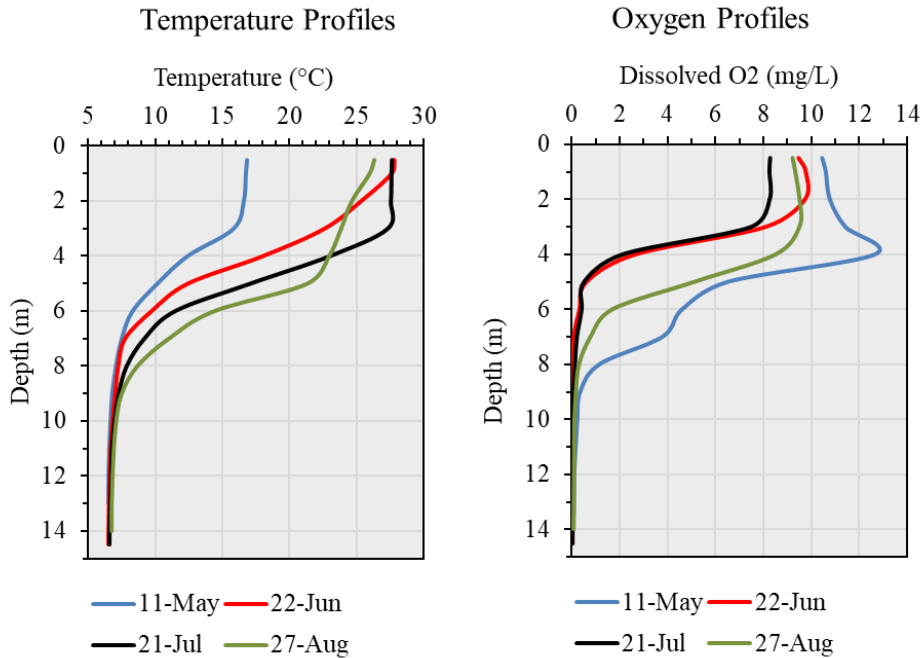 Temperature Profiles
Temperature (°C)
5 10 15 20 25 30
0
2
4
6
8
10
12
14
Depth (m)
11-May 22-Jun
21-Jul 27-Aug
Oxygen Profiles
Dissolved O2 (mg/L)
0 2 4 6 8 10 12 14
0
2
4
6
8
10
12
14
Depth (m)
11-May 22-Jun
21-Jul 27-Aug